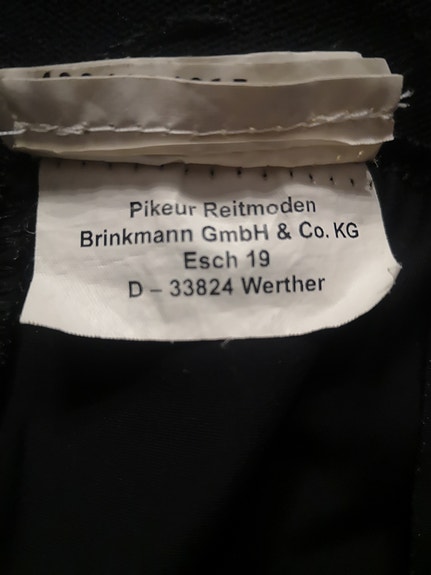 Pikeur Reitmoden
Brinkmann GmbH & Co. KG
Esch 19
D – 33824 Werther